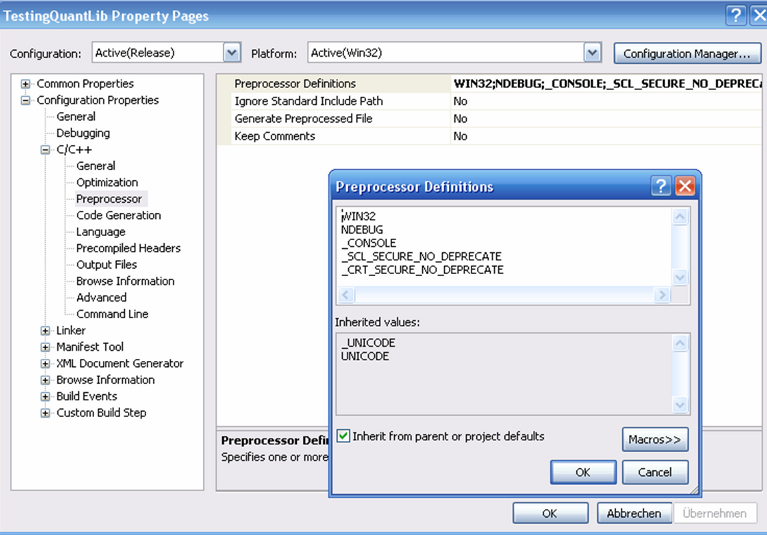 TestingQuantLib Property Pages
Configuration: Active(Release) Platform: Active(Win32) Configuration Manager...
Common Properties
Configuration Properties
General
Debugging
C/C++
General
Optimization
Preprocessor
Code Generation
Language
Precompiled Headers
Output Files
Browse Information
Advanced
Command Line
Linker
Manifest Tool
XML Document Generator
Browse Information
Build Events
Custom Build Step
Preprocessor Definitions WIN32;NDEBUG;_CONSOLE;_SCL_SECURE_NO_DEPREC
Ignore Standard Include Path No
Generate Preprocessed File No
Keep Comments No
Preprocessor Defi
Specifies one or more
Preprocessor Definitions
WIN32
NDEBUG
_CONSOLE
_SCL_SECURE_NO_DEPRECATE
_CRT_SECURE_NO_DEPRECATE
Inherited values:
_UNICODE
UNICODE
Inherit from parent or project defaults
Macros>>
OK Cancel
OK Abbrechen Übernehmen